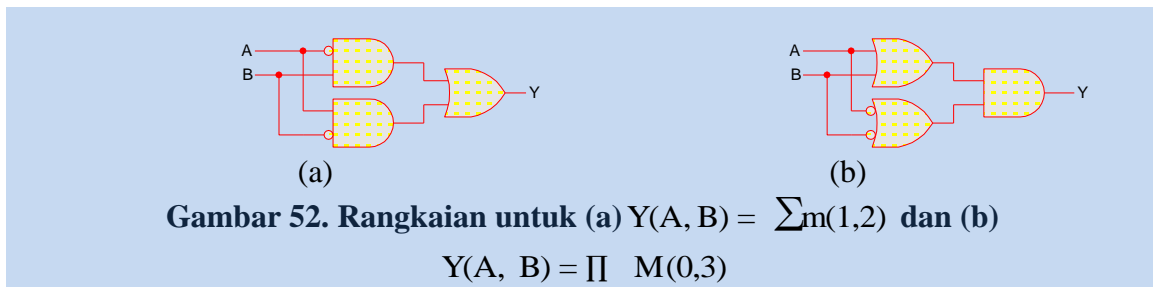 A
B
Y
A
B
Y
(a)
(b)
Gambar 52. Rangkaian untuk (a) Y(A, B) = ∑m(1,2) dan (b)
Y(A, B) = ∏ M(0,3)